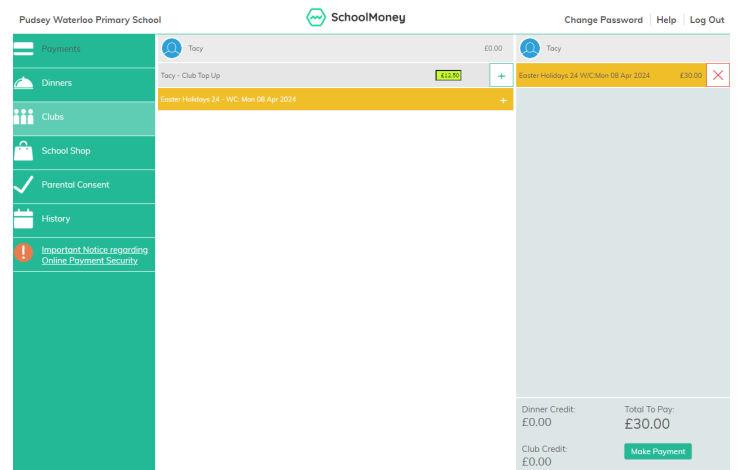 Pudsey Waterloo Primary School
SchoolMoney
Change Password Help Log Out
Payments
Dinners
Clubs
School Shop
Parental Consent
History
Important Notice regarding
Online Payment Security
Tacy £0.00
Tacy - Club Top Up £12.50 +
Easter Holidays 24 - WC: Mon 08 Apr 2024 +
Tacy
Easter Holidays 24 W/C:Mon 08 Apr 2024 £30.00
Dinner Credit:
£0.00
Total To Pay:
£30.00
Club Credit:
£0.00
Make Payment